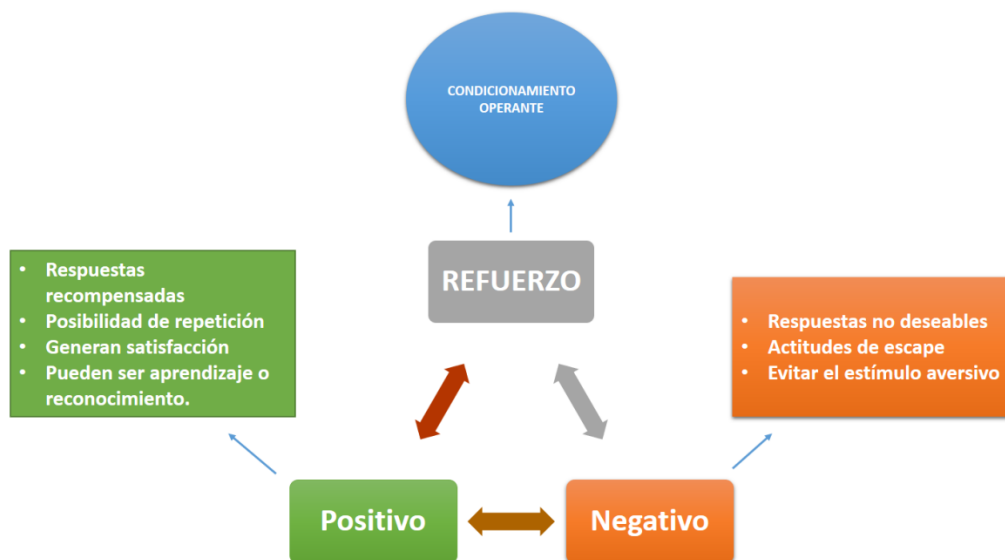 CONDICIONAMIENTO
OPERANTE
REFUERZO
• Respuestas
recompensadas
• Posibilidad de repetición
• Generan satisfacción
• Pueden ser aprendizaje o
reconocimiento.
• Respuestas no deseables
• Actitudes de escape
• Evitar el estímulo aversivo
Positivo
Negativo